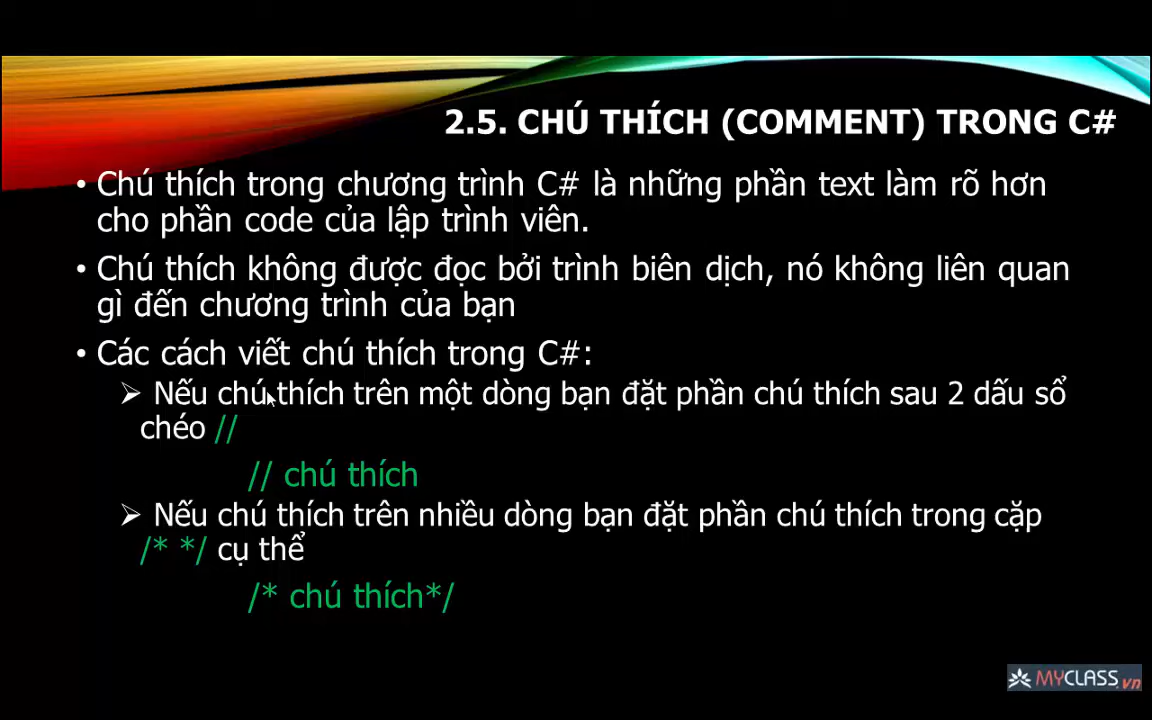 2.5. CHÚ THÍCH (COMMENT) TRONG C#
• Chú thích trong chương trình C# là những phần text làm rõ hơn
cho phần code của lập trình viên.
• Chú thích không được đọc bởi trình biên dịch, nó không liên quan
gì đến chương trình của bạn
• Các cách viết chú thích trong C#:
➢ Nếu chú thích trên một dòng bạn đặt phần chú thích sau 2 dấu sổ
chéo //
// chú thích
➢ Nếu chú thích trên nhiều dòng bạn đặt phần chú thích trong cặp
/* */ cụ thể
/* chú thích*/
MYCLASS.vn